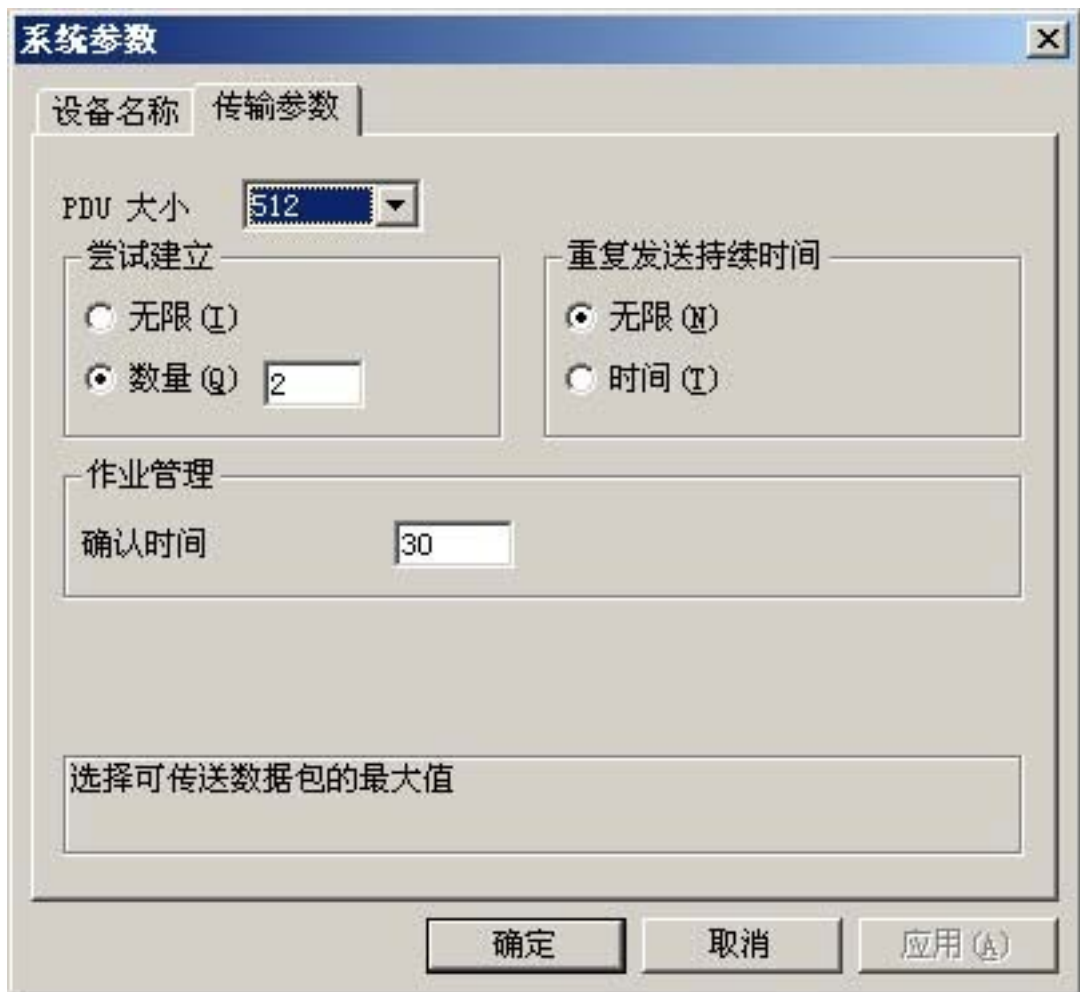 系统参数
设备名称 传输参数
PDU 大小 512
尝试建立 重复发送持续时间
无限(I) 无限(N)
数量(Q) 2 时间(T)
作业管理
确认时间 30
选择可传送数据包的最大值
确定 取消 应用(A)